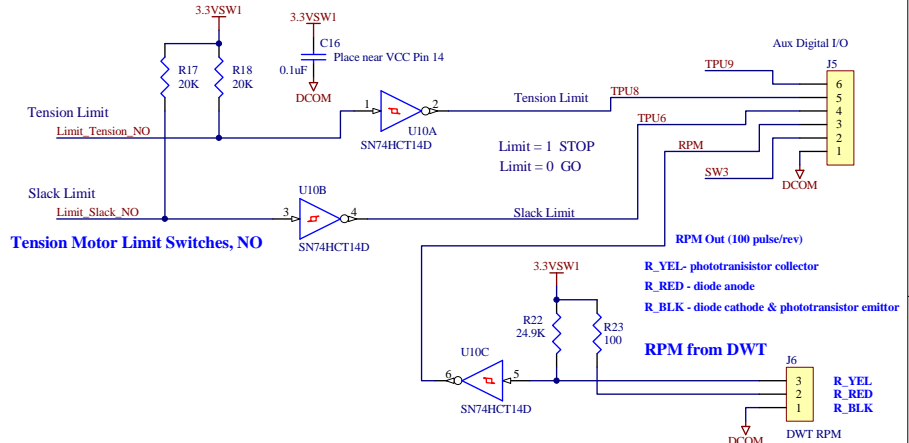 3.3VSW1
3.3VSW1
C16
Place near VCC Pin 14
0.1uF
DCOM
R17
20K
R18
20K
Aux Digital I/O
J5
TPU9
6
5
4
3
2
1
Tension Limit
Limit_Tension_NO
1
2
U10A
SN74HCT14D
Tension Limit
TPU8
TPU6
Limit = 1 STOP
Limit = 0 GO
RPM
SW3
DCOM
Slack Limit
Limit_Slack_NO
U10B
3
4
SN74HCT14D
Slack Limit
Tension Motor Limit Switches, NO
RPM Out (100 pulse/rev)
R_YEL- phototranisistor collector
R_RED - diode anode
R_BLK - diode cathode & phototransistor emittor
3.3VSW1
R22
24.9K
R23
100
RPM from DWT
U10C
6
5
SN74HCT14D
J6
3
2
1
R_YEL
R_RED
R_BLK
DCOM
DWT RPM